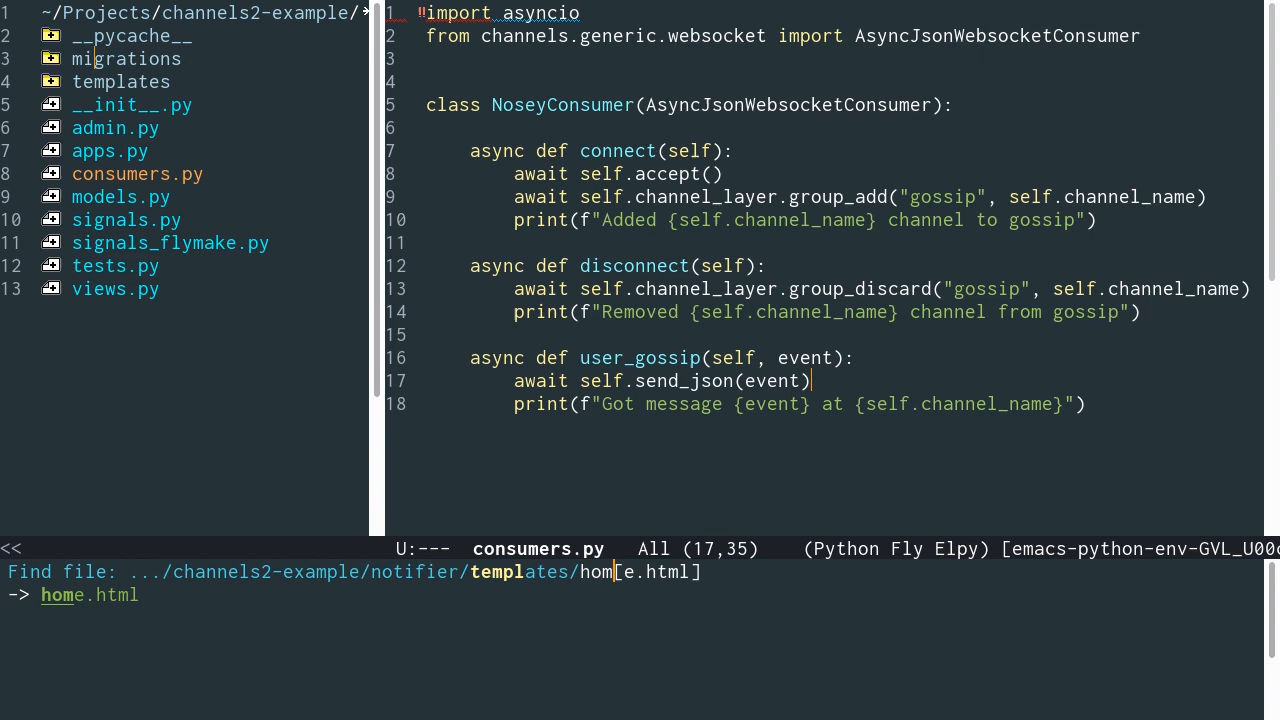 1 ~/Projects/channels2-example/
2 __pycache__
3 migrations
4 templates
5 __init__.py
6 admin.py
7 apps.py
8 consumers.py
9 models.py
10 signals.py
11 signals_flymake.py
12 tests.py
13 views.py
1 ‼import asyncio
2 from channels.generic.websocket import AsyncJsonWebsocketConsumer
3
4
5 class NoseyConsumer(AsyncJsonWebsocketConsumer):
6
7 async def connect(self):
8 await self.accept()
9 await self.channel_layer.group_add("gossip", self.channel_name)
10 print(f"Added {self.channel_name} channel to gossip")
11
12 async def disconnect(self):
13 await self.channel_layer.group_discard("gossip", self.channel_name)
14 print(f"Removed {self.channel_name} channel from gossip")
15
16 async def user_gossip(self, event):
17 await self.send_json(event)
18 print(f"Got message {event} at {self.channel_name}")
<< U:--- consumers.py All (17,35) (Python Fly Elpy) [emacs-python-env-GVL_U00
Find file: .../channels2-example/notifier/templates/hom[e.html]
-> home.html